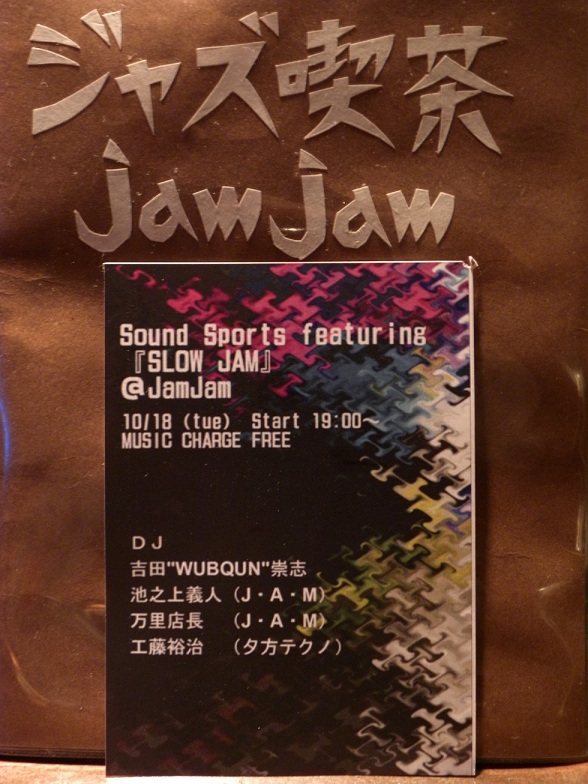 ジャズ喫茶
jamjam
Sound Sports featuring
『SLOW JAM』
@JamJam
10/18 (tue) Start 19:00～
MUSIC CHARGE FREE
ＤＪ
吉田"WUBQUN"崇志
池之上義人（J・A・M）
万里店長　（J・A・M）
工藤裕治　（夕方テクノ）